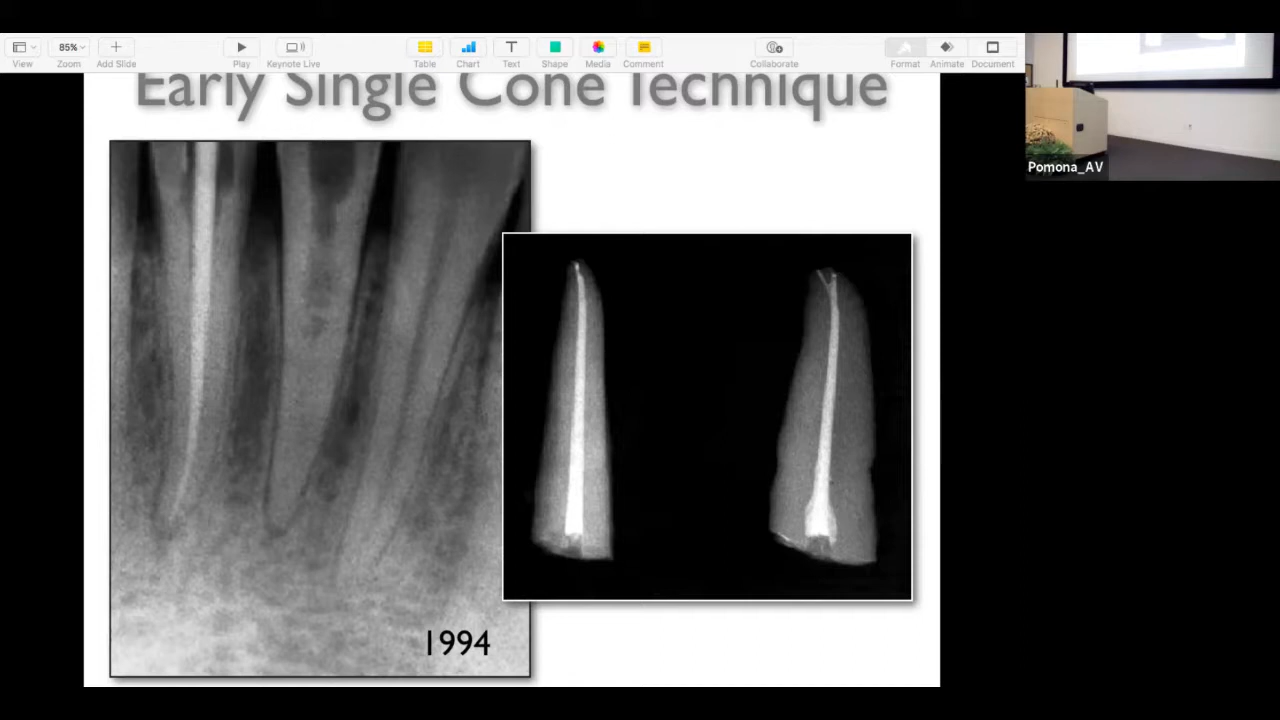 85%
View
Zoom
Add Slide
Play
Keynote Live
Table
Chart
Text
Shape
Media
Comment
Collaborate
Format
Animate
Document
Early Single Cone Technique
1994
Pomona_AV